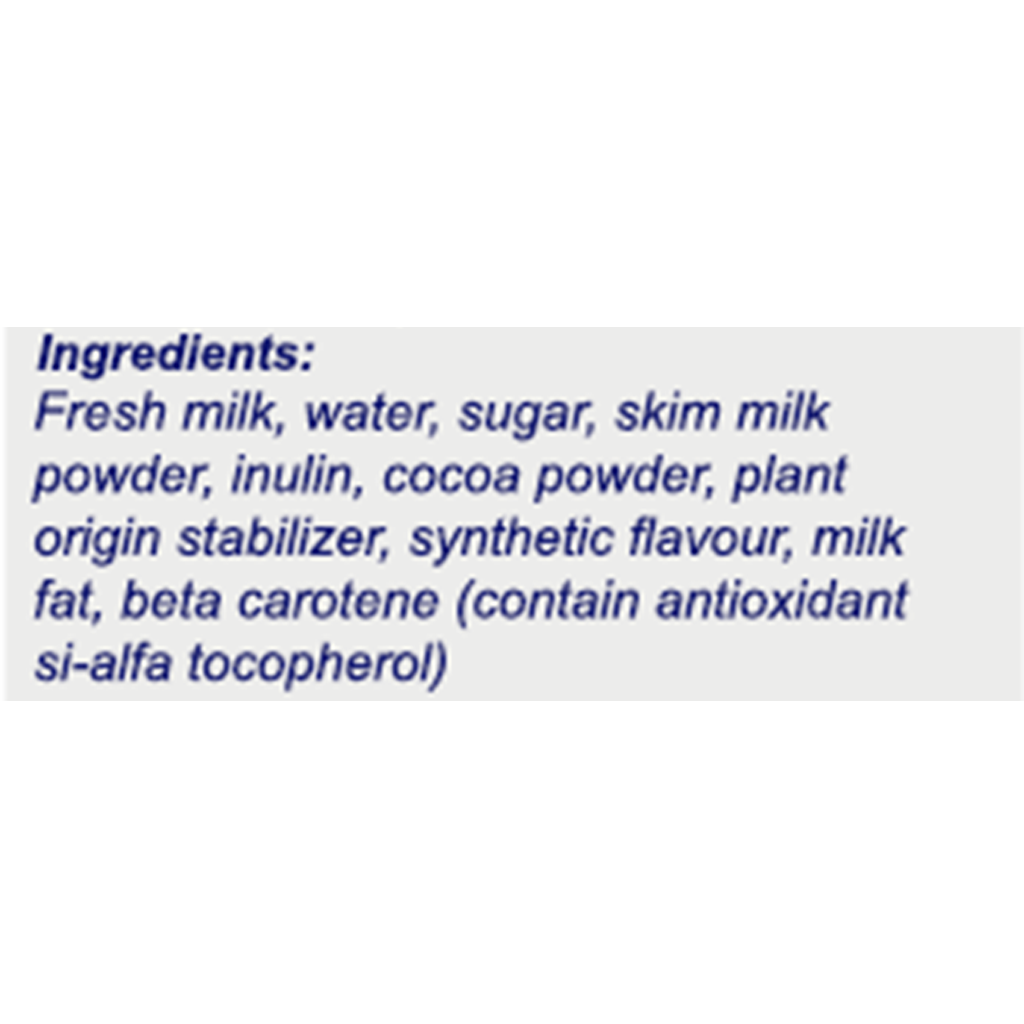 Ingredients:
Fresh milk, water, sugar, skim milk
powder, inulin, cocoa powder, plant
origin stabilizer, synthetic flavour, milk
fat, beta carotene (contain antioxidant
si-alfa tocopherol)